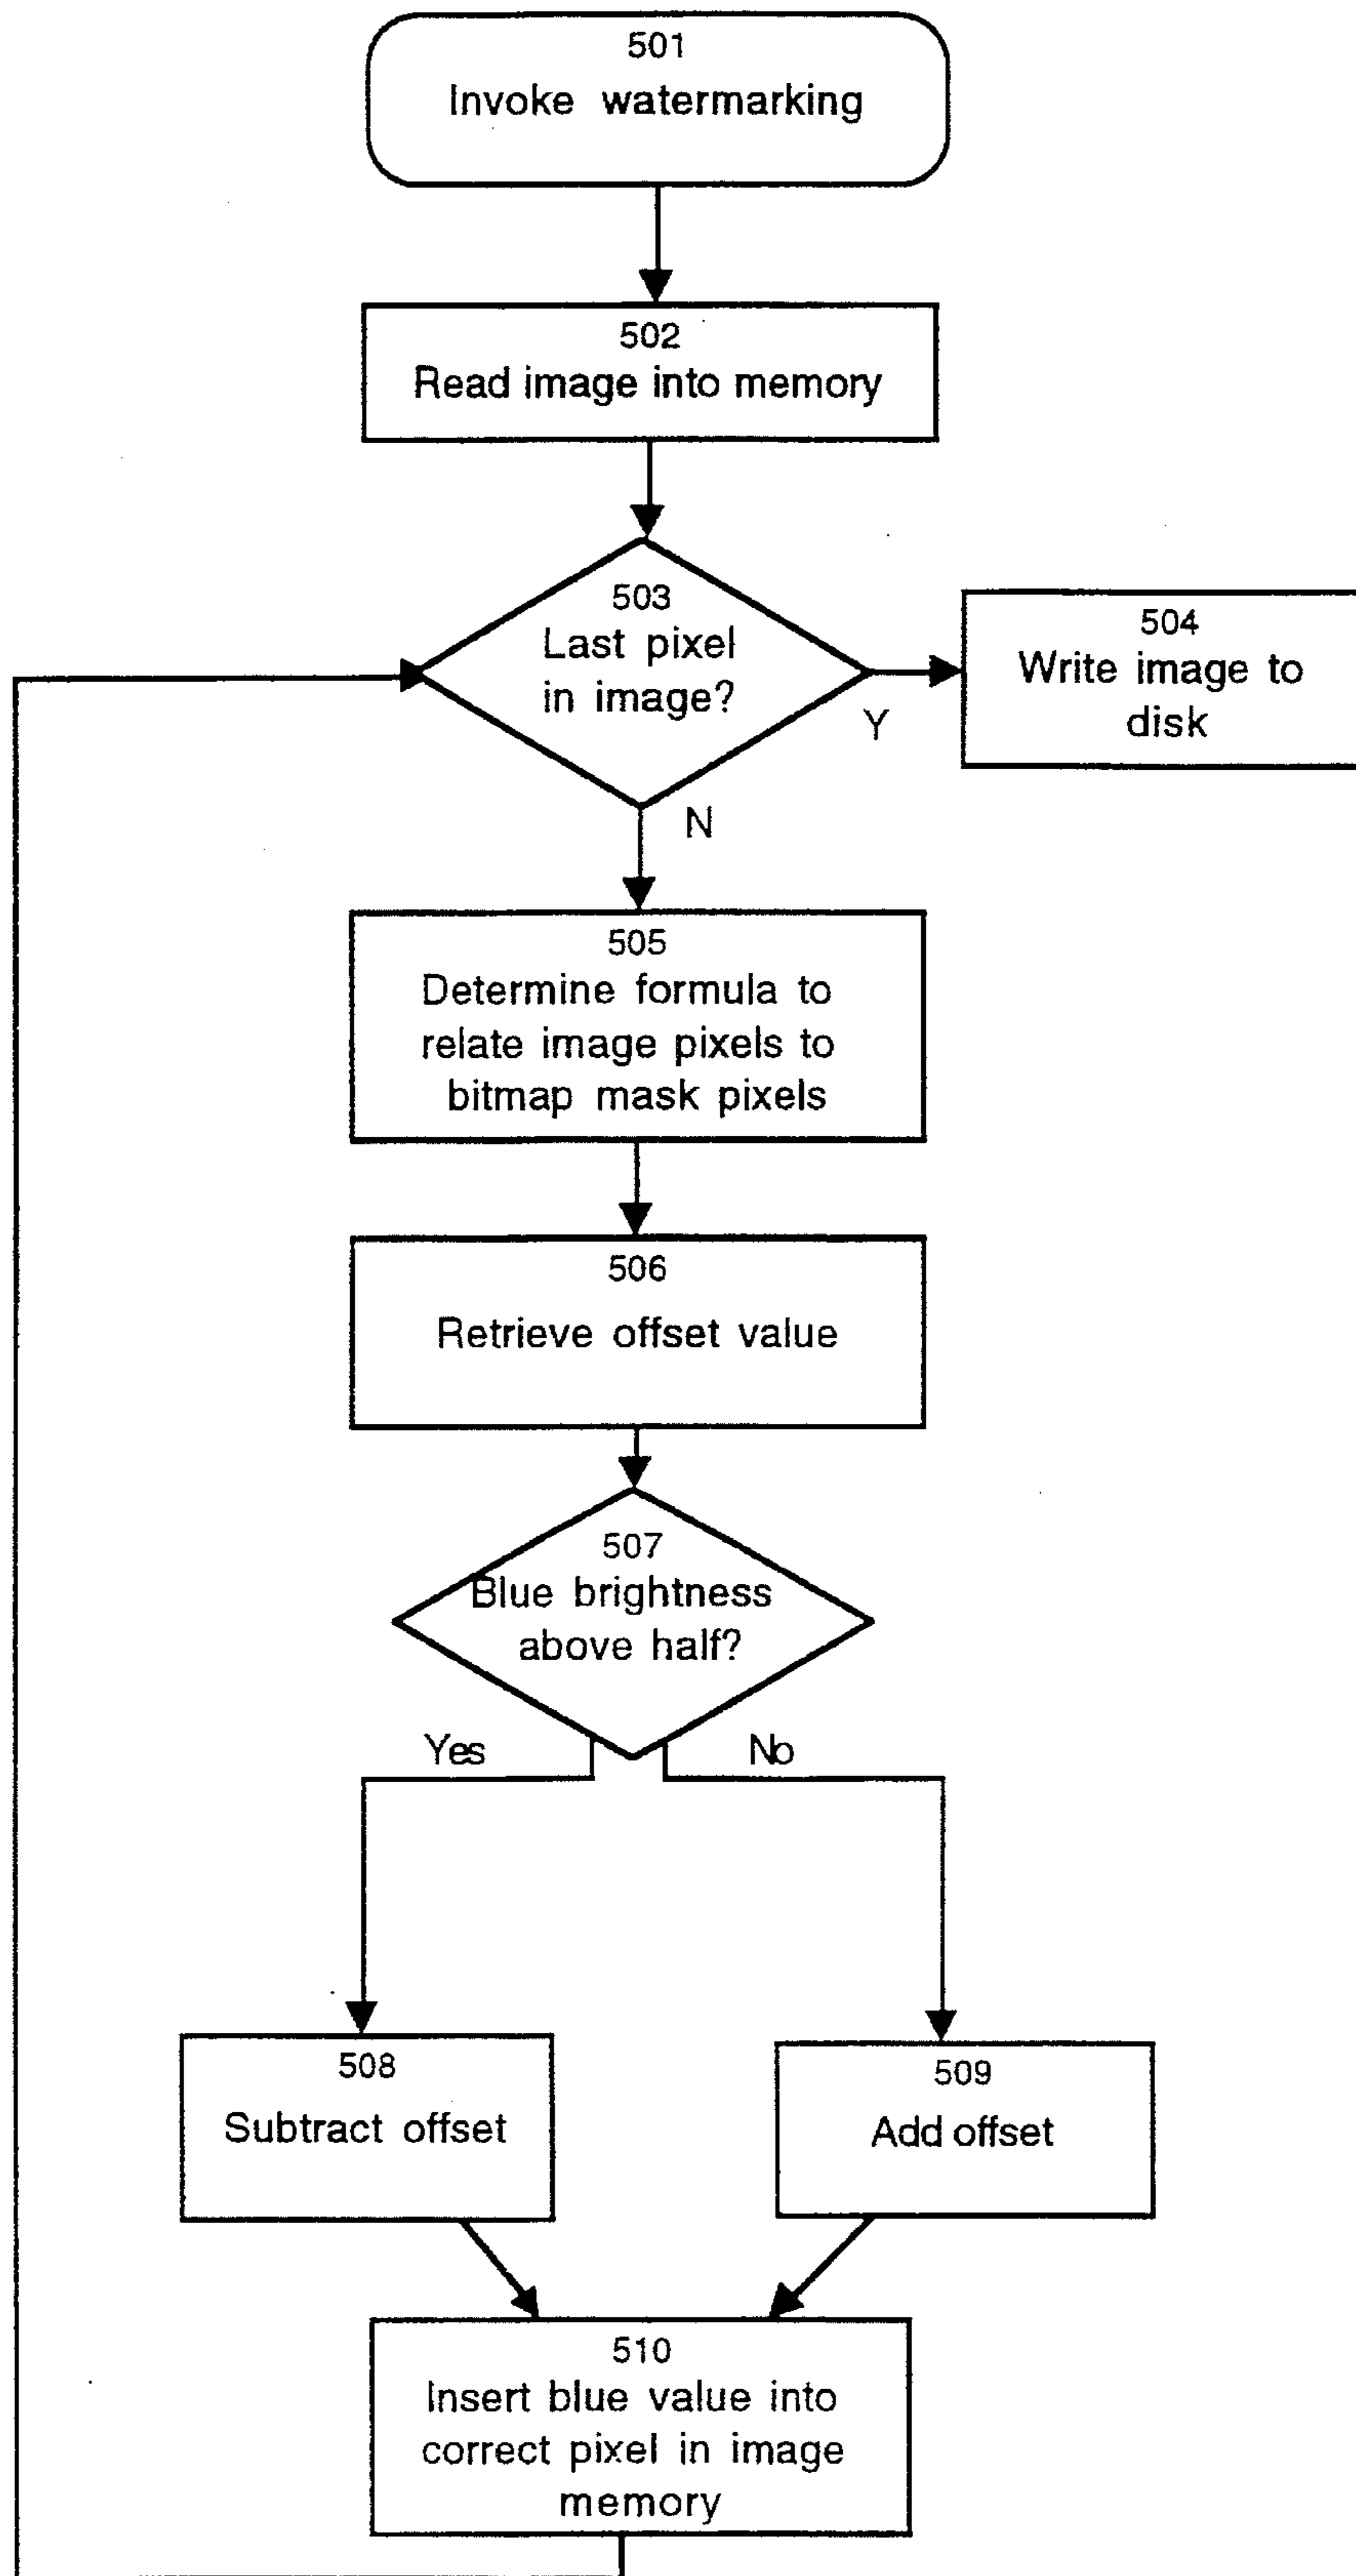 501
Invoke watermarking
502
Read image into memory
503
Last pixel
in image?
Y
504
Write image to
disk
N
505
Determine formula to
relate image pixels to
bitmap mask pixels
506
Retrieve offset value
507
Blue brightness
above half?
Yes
No
508
Subtract offset
509
Add offset
510
Insert blue value into
correct pixel in image
memory